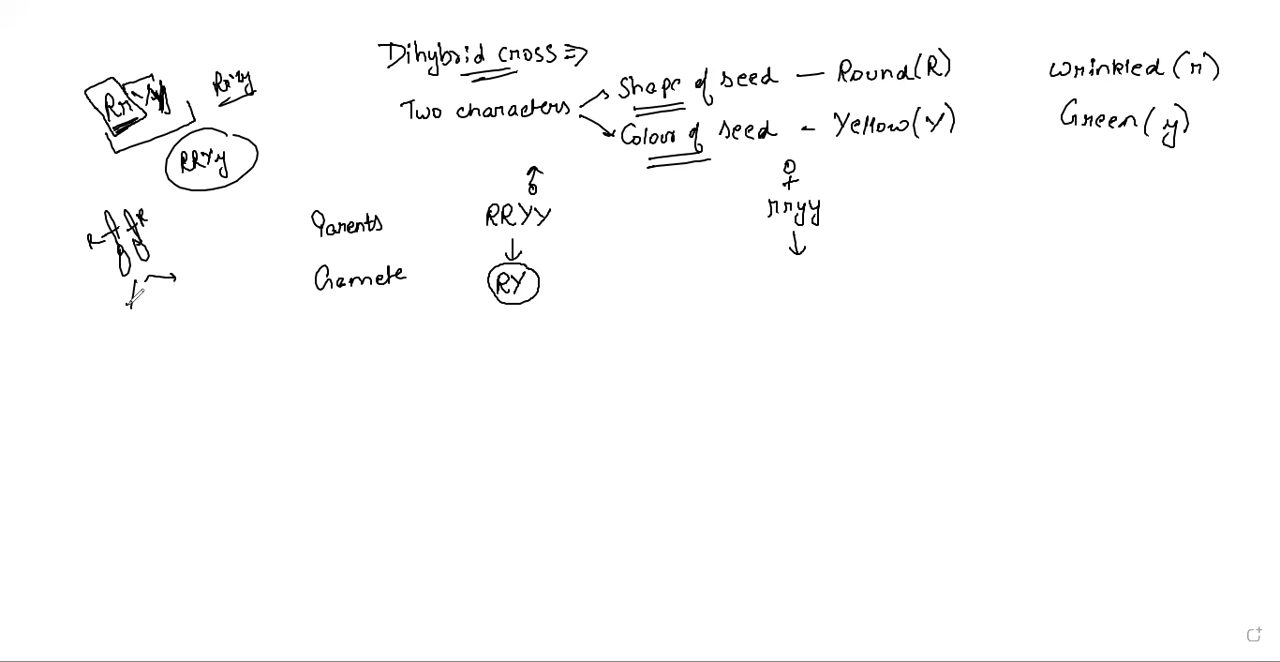 Dihybrid cross ⇒
Two characters
Shape of seed — Round (R) Wrinkled (r)
Colour of seed - Yellow (Y) Green (y)
RrYy
RRYy
R R
Parents RRYY rryy
Gamete RY